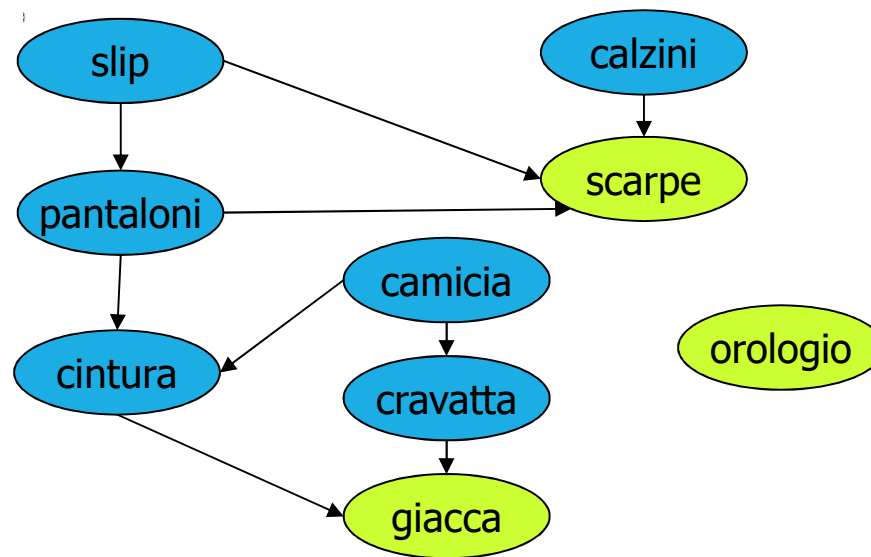 }
slip
calzini
scarpe
pantaloni
camicia
orologio
cintura
cravatta
giacca